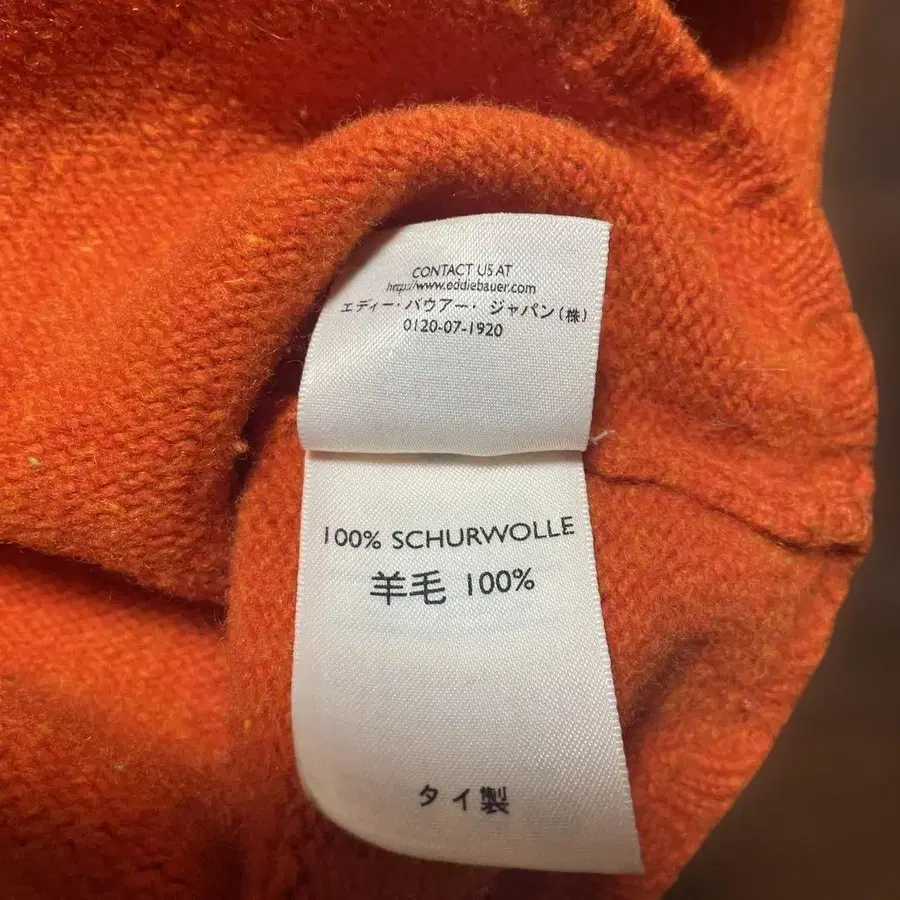 CONTACT US AT
http://www.eddiebauer.com
エディー・バウアー・ジャパン(株)
0120-07-1920
100% SCHURWOLLE
羊毛 100%
タイ製